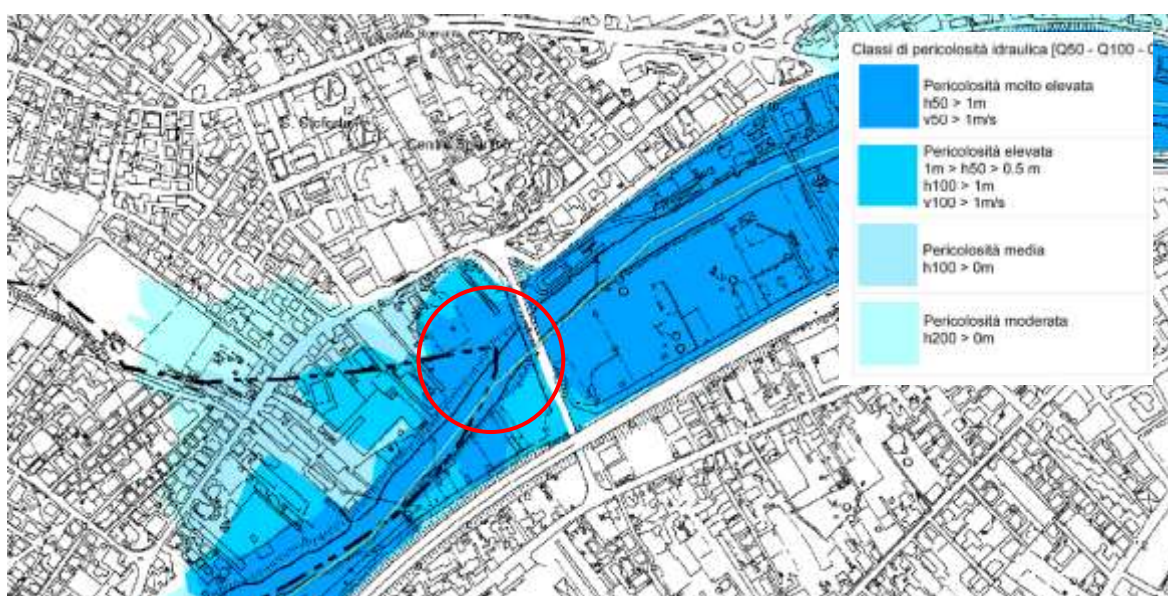 Classi di pericolosità idraulica [Q50 - Q100 -
Pericolosità molto elevata
h50 > 1m
v50 > 1m/s
Pericolosità elevata
1m > h50 > 0.5 m
h100 > 1m
v100 > 1m/s
Pericolosità media
h100 > 0m
Pericolosità moderata
h200 > 0m